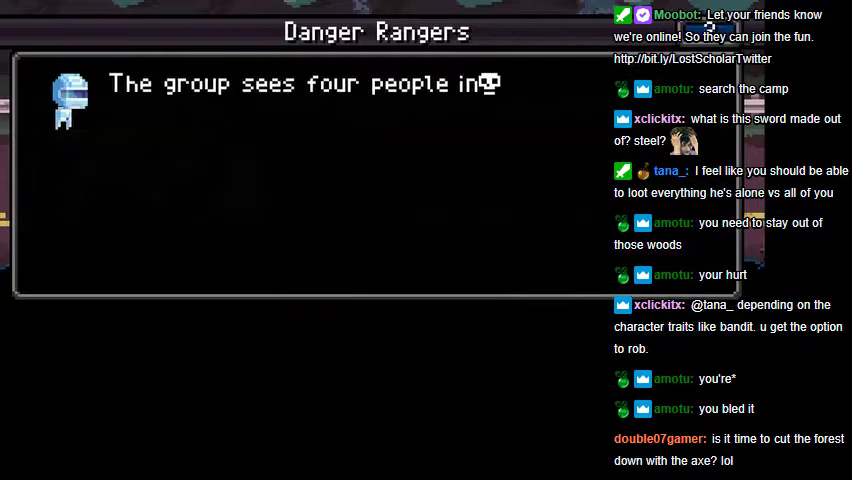 Danger Rangers
The group sees four people in
Moobot: Let your friends know
we're online! So they can join the fun.
http://bit.ly/LostScholarTwitter
amotu: search the camp
xclickitx: what is this sword made out
of? steel?
tana_: I feel like you should be able
to loot everything he's alone vs all of you
amotu: you need to stay out of
those woods
amotu: your hurt
xclickitx: @tana_ depending on the
character traits like bandit. u get the option
to rob.
amotu: you're*
amotu: you bled it
double07gamer: is it time to cut the forest
down with the axe? lol